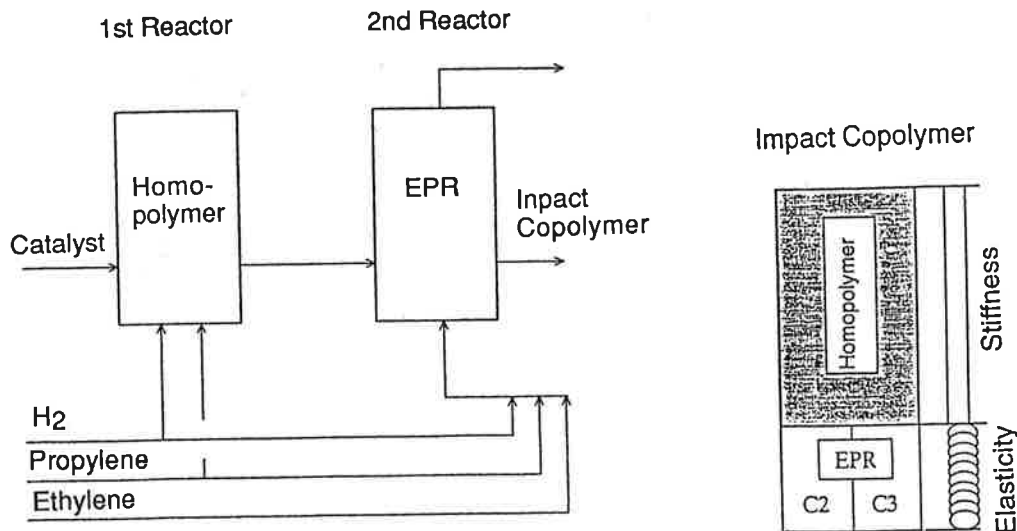 1st Reactor
2nd Reactor
Homo-
polymer
EPR
Catalyst
Inpact
Copolymer
H2
Propylene
Ethylene
Impact Copolymer
Homopolymer
Stiffness
EPR
C2
C3
Elasticity